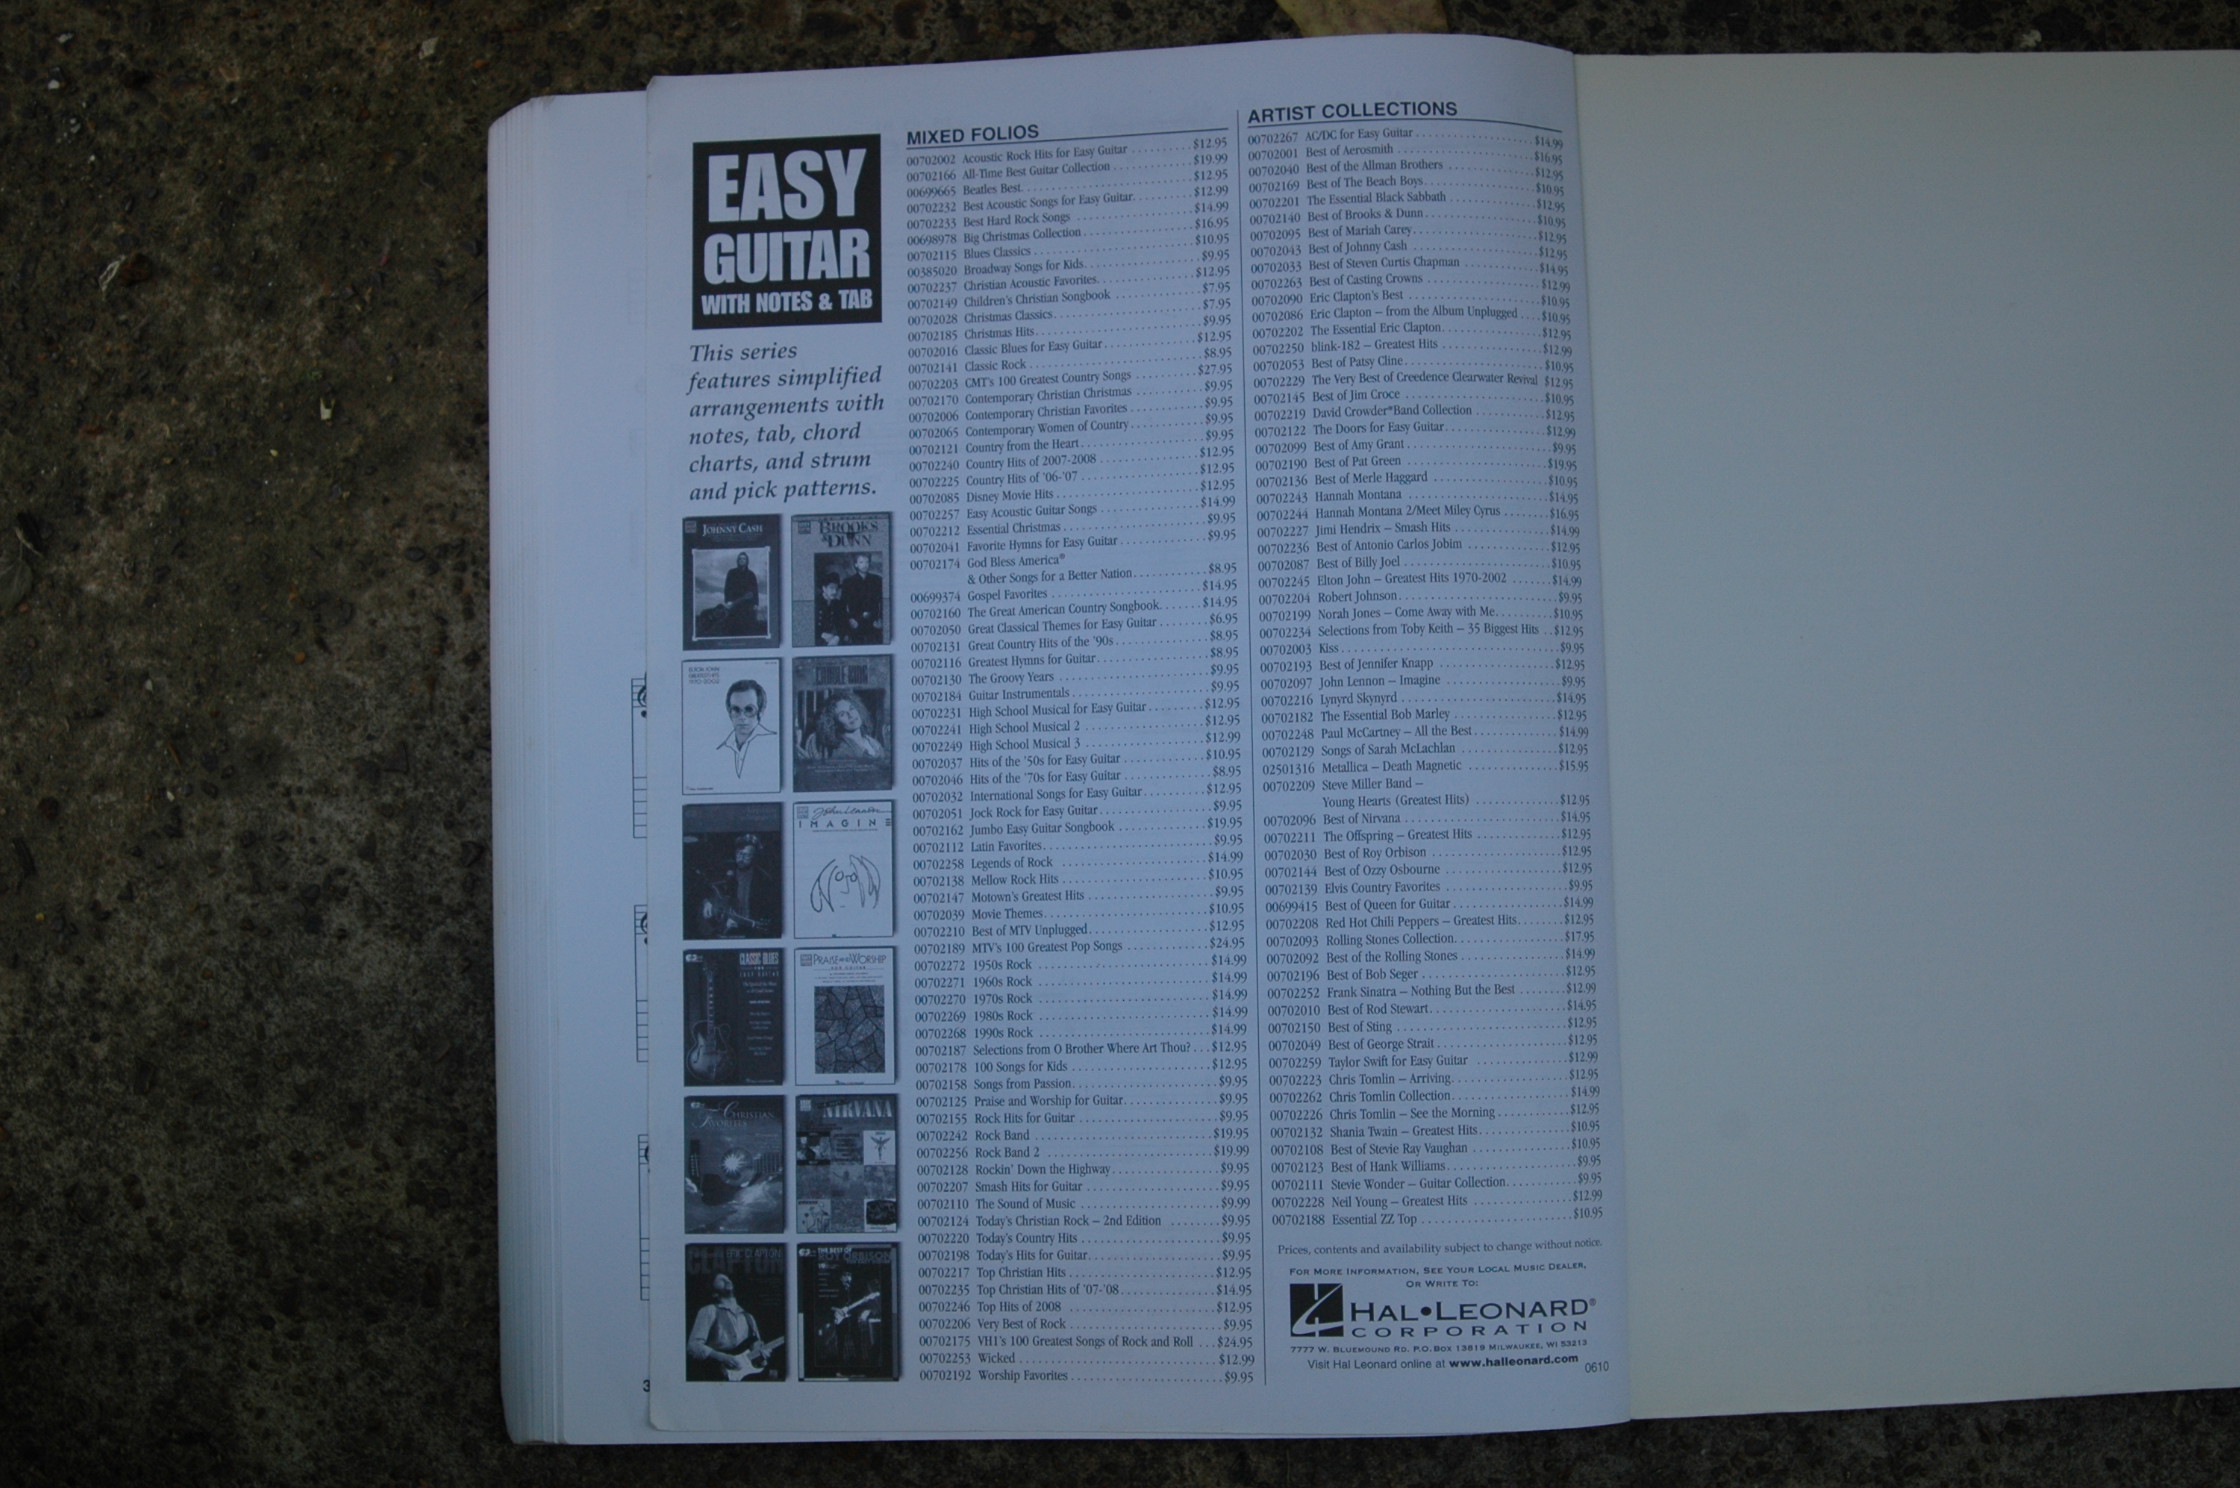 EASY
GUITAR
WITH NOTES & TAB
This series
features simplified
arrangements with
notes, tab, chord
charts, and strum
and pick patterns.
JOHNNY CASH
BROOKS
& DUNN
ELTON JOHN
GREATEST HITS
1970-2002
CAROLE KING
John Lennon
IMAGINE
CLASSIC BLUES
PRAISE AND WORSHIP
CHRISTIAN
FAVORITES
NIRVANA
ERIC CLAPTON
THE BEST OF
ROY ORBISON
MIXED FOLIOS
00702002 Acoustic Rock Hits for Easy Guitar $12.95
00702166 All-Time Best Guitar Collection $19.99
00699665 Beatles Best $12.95
00702232 Best Acoustic Songs for Easy Guitar $12.99
00702233 Best Hard Rock Songs $14.99
00698978 Big Christmas Collection $16.95
00702115 Blues Classics $10.95
00385020 Broadway Songs for Kids $9.95
00702237 Christian Acoustic Favorites $12.95
00702149 Children's Christian Songbook $7.95
00702028 Christmas Classics $7.95
00702185 Christmas Hits $9.95
00702016 Classic Blues for Easy Guitar $12.95
00702141 Classic Rock $8.95
00702203 CMT's 100 Greatest Country Songs $27.95
00702170 Contemporary Christian Christmas $9.95
00702006 Contemporary Christian Favorites $9.95
00702065 Contemporary Women of Country $9.95
00702121 Country from the Heart $9.95
00702240 Country Hits of 2007-2008 $12.95
00702225 Country Hits of '06-'07 $12.95
00702085 Disney Movie Hits $12.95
00702257 Easy Acoustic Guitar Songs $14.99
00702212 Essential Christmas $9.95
00702041 Favorite Hymns for Easy Guitar $9.95
00702174 God Bless America®
& Other Songs for a Better Nation $8.95
00699374 Gospel Favorites $14.95
00702160 The Great American Country Songbook $14.95
00702050 Great Classical Themes for Easy Guitar $6.95
00702131 Great Country Hits of the '90s $8.95
00702116 Greatest Hymns for Guitar $8.95
00702130 The Groovy Years $9.95
00702184 Guitar Instrumentals $9.95
00702231 High School Musical for Easy Guitar $12.95
00702241 High School Musical 2 $12.95
00702249 High School Musical 3 $12.99
00702037 Hits of the '50s for Easy Guitar $10.95
00702046 Hits of the '70s for Easy Guitar $8.95
00702032 International Songs for Easy Guitar $12.95
00702051 Jock Rock for Easy Guitar $9.95
00702162 Jumbo Easy Guitar Songbook $19.95
00702112 Latin Favorites $9.95
00702258 Legends of Rock $14.99
00702138 Mellow Rock Hits $10.95
00702147 Motown's Greatest Hits $9.95
00702039 Movie Themes $10.95
00702210 Best of MTV Unplugged $12.95
00702189 MTV's 100 Greatest Pop Songs $24.95
00702272 1950s Rock $14.99
00702271 1960s Rock $14.99
00702270 1970s Rock $14.99
00702269 1980s Rock $14.99
00702268 1990s Rock $14.99
00702187 Selections from O Brother Where Art Thou? $12.95
00702178 100 Songs for Kids $12.95
00702158 Songs from Passion $9.95
00702125 Praise and Worship for Guitar $9.95
00702155 Rock Hits for Guitar $9.95
00702242 Rock Band $19.95
00702256 Rock Band 2 $19.99
00702128 Rockin' Down the Highway $9.95
00702207 Smash Hits for Guitar $9.95
00702110 The Sound of Music $9.99
00702124 Today's Christian Rock – 2nd Edition $9.95
00702220 Today's Country Hits $9.95
00702198 Today's Hits for Guitar $9.95
00702217 Top Christian Hits $12.95
00702235 Top Christian Hits of '07-'08 $14.95
00702246 Top Hits of 2008 $12.95
00702206 Very Best of Rock $9.95
00702175 VH1's 100 Greatest Songs of Rock and Roll $24.95
00702253 Wicked $12.99
00702192 Worship Favorites $9.95
ARTIST COLLECTIONS
00702267 AC/DC for Easy Guitar $14.99
00702001 Best of Aerosmith $16.95
00702040 Best of the Allman Brothers $12.95
00702169 Best of The Beach Boys $10.95
00702201 The Essential Black Sabbath $12.95
00702140 Best of Brooks & Dunn $10.95
00702095 Best of Mariah Carey $12.95
00702043 Best of Johnny Cash $12.95
00702033 Best of Steven Curtis Chapman $14.95
00702263 Best of Casting Crowns $12.99
00702090 Eric Clapton's Best $10.95
00702086 Eric Clapton – from the Album Unplugged $10.95
00702202 The Essential Eric Clapton $12.95
00702250 blink-182 – Greatest Hits $12.99
00702053 Best of Patsy Cline $10.95
00702229 The Very Best of Creedence Clearwater Revival $12.95
00702145 Best of Jim Croce $10.95
00702219 David Crowder*Band Collection $12.95
00702122 The Doors for Easy Guitar $12.99
00702099 Best of Amy Grant $9.95
00702190 Best of Pat Green $19.95
00702136 Best of Merle Haggard $10.95
00702243 Hannah Montana $14.95
00702244 Hannah Montana 2/Meet Miley Cyrus $16.95
00702227 Jimi Hendrix – Smash Hits $14.99
00702236 Best of Antonio Carlos Jobim $12.95
00702087 Best of Billy Joel $10.95
00702245 Elton John – Greatest Hits 1970-2002 $14.99
00702204 Robert Johnson $9.95
00702199 Norah Jones – Come Away with Me $10.95
00702234 Selections from Toby Keith – 35 Biggest Hits $12.95
00702003 Kiss $9.95
00702193 Best of Jennifer Knapp $12.95
00702097 John Lennon – Imagine $9.95
00702216 Lynyrd Skynyrd $14.95
00702182 The Essential Bob Marley $12.95
00702248 Paul McCartney – All the Best $14.99
00702129 Songs of Sarah McLachlan $12.95
02501316 Metallica – Death Magnetic $15.95
00702209 Steve Miller Band –
Young Hearts (Greatest Hits) $12.95
00702096 Best of Nirvana $14.95
00702211 The Offspring – Greatest Hits $12.95
00702030 Best of Roy Orbison $12.95
00702144 Best of Ozzy Osbourne $12.95
00702139 Elvis Country Favorites $9.95
00699415 Best of Queen for Guitar $14.99
00702208 Red Hot Chili Peppers – Greatest Hits $12.95
00702093 Rolling Stones Collection $17.95
00702092 Best of the Rolling Stones $14.99
00702196 Best of Bob Seger $12.95
00702252 Frank Sinatra – Nothing But the Best $12.99
00702010 Best of Rod Stewart $14.95
00702150 Best of Sting $12.95
00702049 Best of George Strait $12.95
00702259 Taylor Swift for Easy Guitar $12.99
00702223 Chris Tomlin – Arriving $12.95
00702262 Chris Tomlin Collection $14.99
00702226 Chris Tomlin – See the Morning $12.95
00702132 Shania Twain – Greatest Hits $10.95
00702108 Best of Stevie Ray Vaughan $10.95
00702123 Best of Hank Williams $9.95
00702111 Stevie Wonder – Guitar Collection $9.95
00702228 Neil Young – Greatest Hits $12.99
00702188 Essential ZZ Top $10.95
Prices, contents and availability subject to change without notice.
FOR MORE INFORMATION, SEE YOUR LOCAL MUSIC DEALER,
OR WRITE TO:
HAL•LEONARD®
CORPORATION
7777 W. BLUEMOUND RD. P.O. BOX 13819 MILWAUKEE, WI 53213
Visit Hal Leonard online at www.halleonard.com
0610